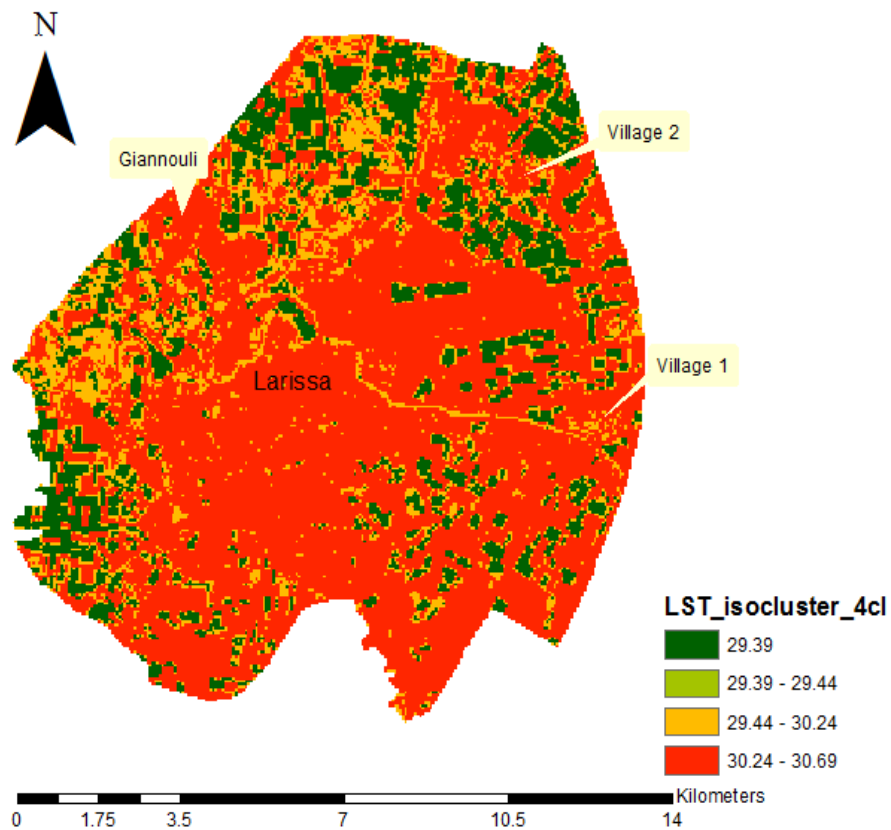 N
Giannouli
Village 2
Village 1
Larissa
LST_isocluster_4cl
29.39
29.39 - 29.44
29.44 - 30.24
30.24 - 30.69
Kilometers
0 1.75 3.5 7 10.5 14